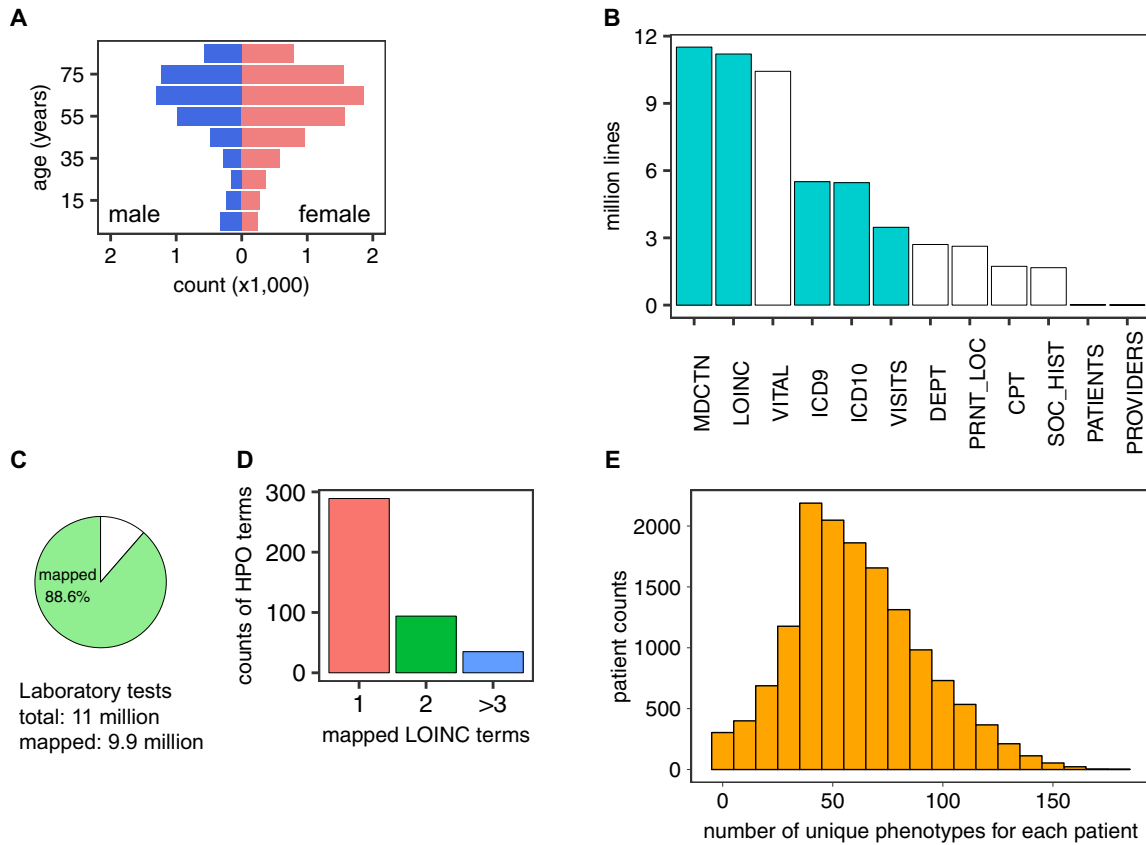 A
age (years)
75
55
35
15
male
female
2 1 0 1 2
count (x1,000)
B
million lines
12
9
6
3
0
MDCTN
LOINC
VITAL
ICD9
ICD10
VISITS
DEPT
PRNT_LOC
CPT
SOC_HIST
PATIENTS
PROVIDERS
C
mapped
88.6%
Laboratory tests
total: 11 million
mapped: 9.9 million
D
counts of HPO terms
300
200
100
0
1 2 >3
mapped LOINC terms
E
patient counts
2000
1500
1000
500
0
0 50 100 150
number of unique phenotypes for each patient